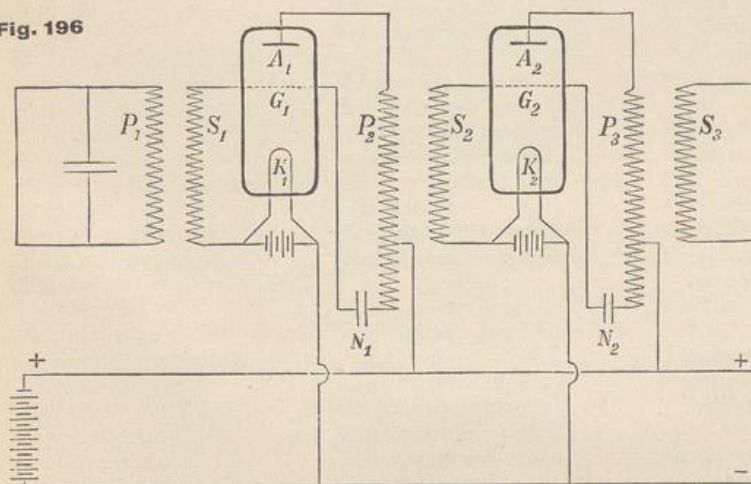 Fig. 196
A1 A2
P1 S1 G1 P2 S2 G2 P3 S3
K1 K2
N1 N2
+ +
-